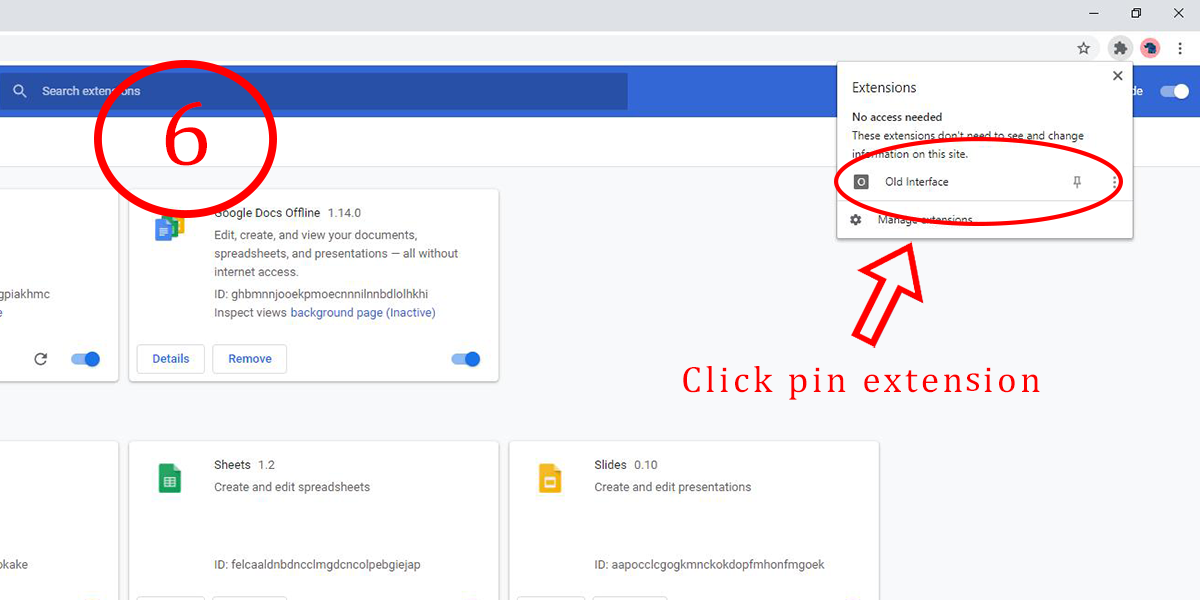 Search extensions
6
de
Extensions
No access needed
These extensions don't need to see and change
information on this site.
O Old Interface
Manage extensions
Google Docs Offline 1.14.0
Edit, create, and view your documents,
spreadsheets, and presentations — all without
internet access.
gpiakhmc
ID: ghbmnnjooekpmoecnnnilnnbdlolhkhi
e
Inspect views background page (Inactive)
Details Remove
Click pin extension
Sheets 1.2
Create and edit spreadsheets
Slides 0.10
Create and edit presentations
okake
ID: felcaaldnbdncclmgdcncolpebgiejap
ID: aapocclcgogkmnckokdopfmhonfmgoek